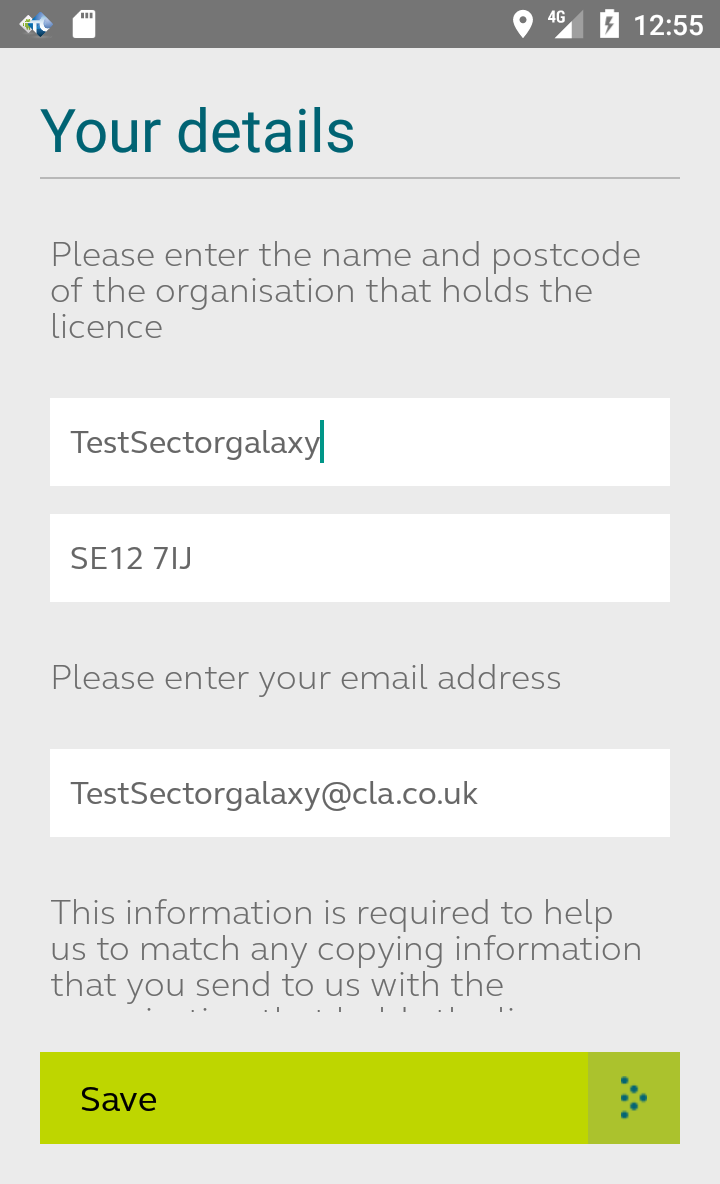 4G 12:55
Your details
Please enter the name and postcode
of the organisation that holds the
licence
TestSectorgalaxy
SE12 7IJ
Please enter your email address
TestSectorgalaxy@cla.co.uk
This information is required to help
us to match any copying information
that you send to us with the
Save